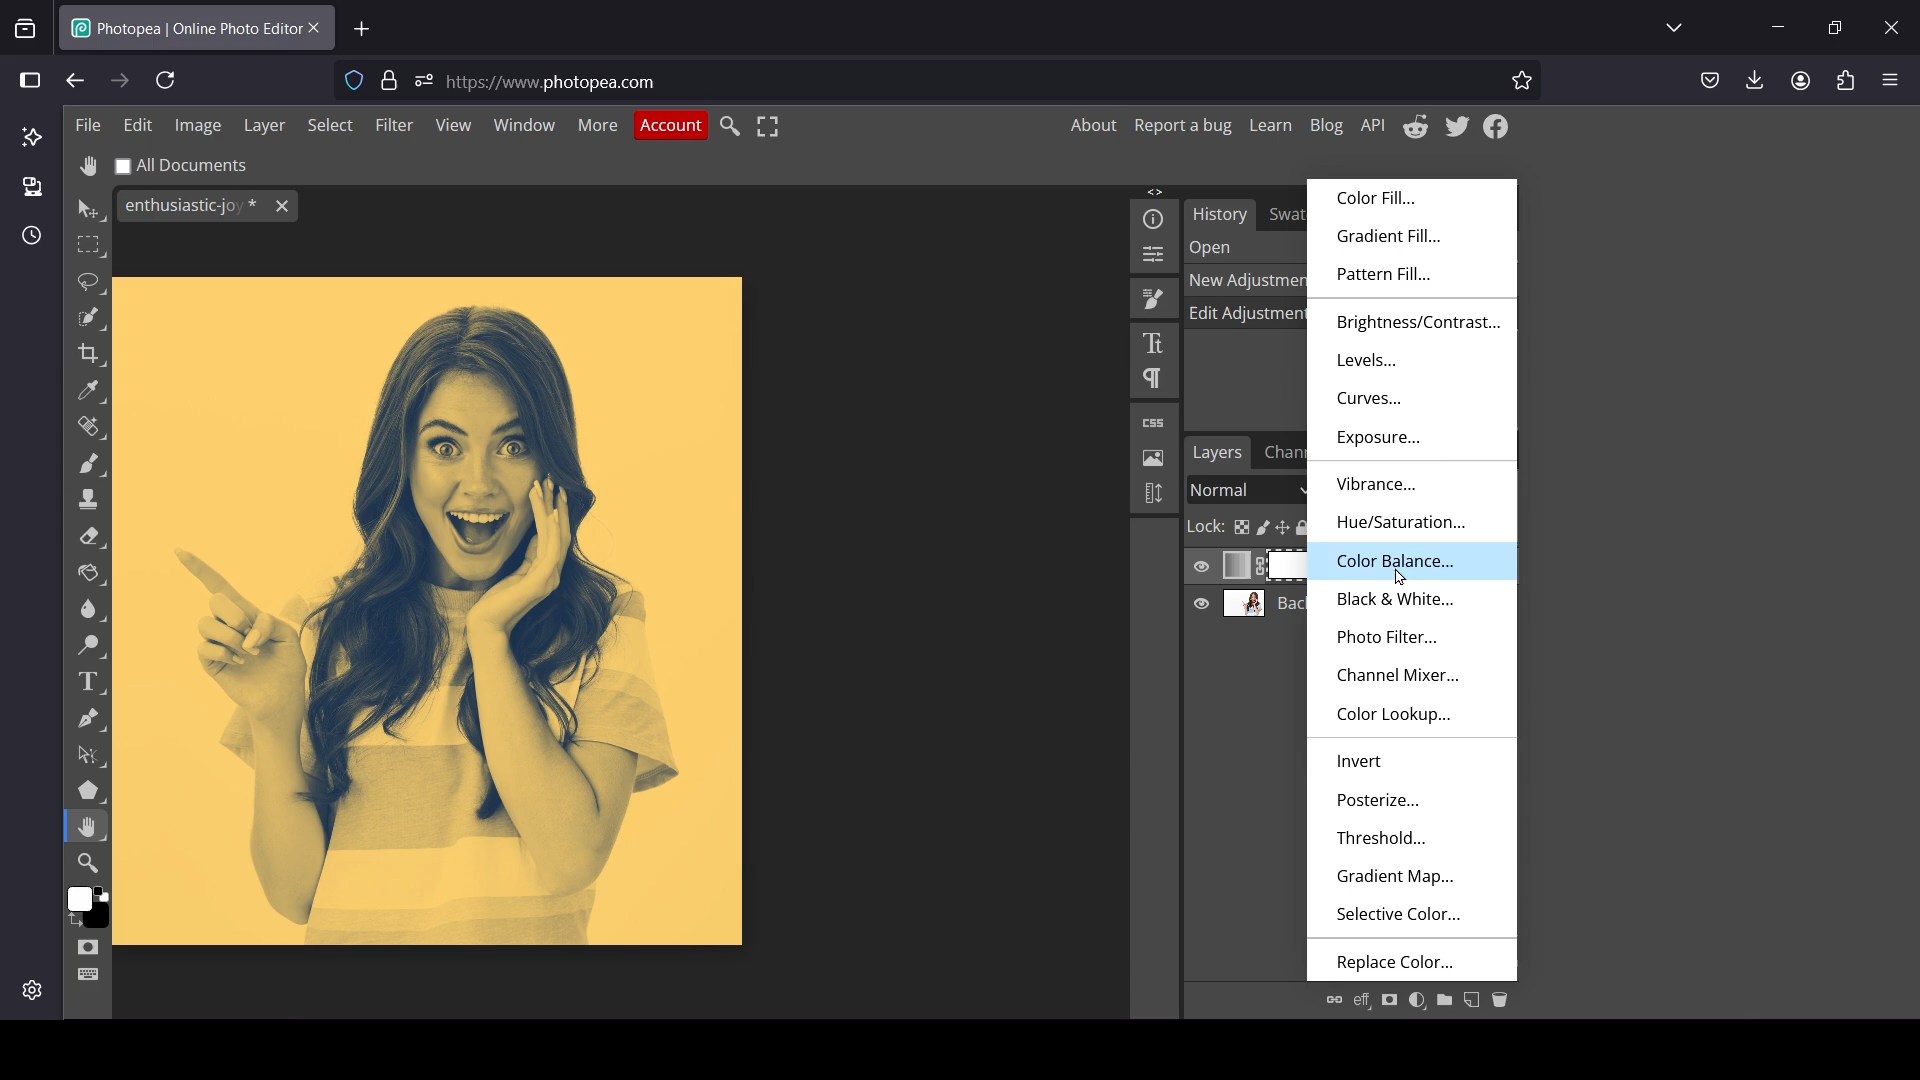 Photopea | Online Photo Editor
https://www.photopea.com
File Edit Image Layer Select Filter View Window More Account
About Report a bug Learn Blog API
All Documents
enthusiastic-joy *
History Swat
Open
New Adjustmen
Edit Adjustment
Tt
CSS
Layers Chann
Normal
Lock:
Bac
T
Color Fill...
Gradient Fill...
Pattern Fill...
Brightness/Contrast...
Levels...
Curves...
Exposure...
Vibrance...
Hue/Saturation...
Color Balance...
Black & White...
Photo Filter...
Channel Mixer...
Color Lookup...
Invert
Posterize...
Threshold...
Gradient Map...
Selective Color...
Replace Color...
eff